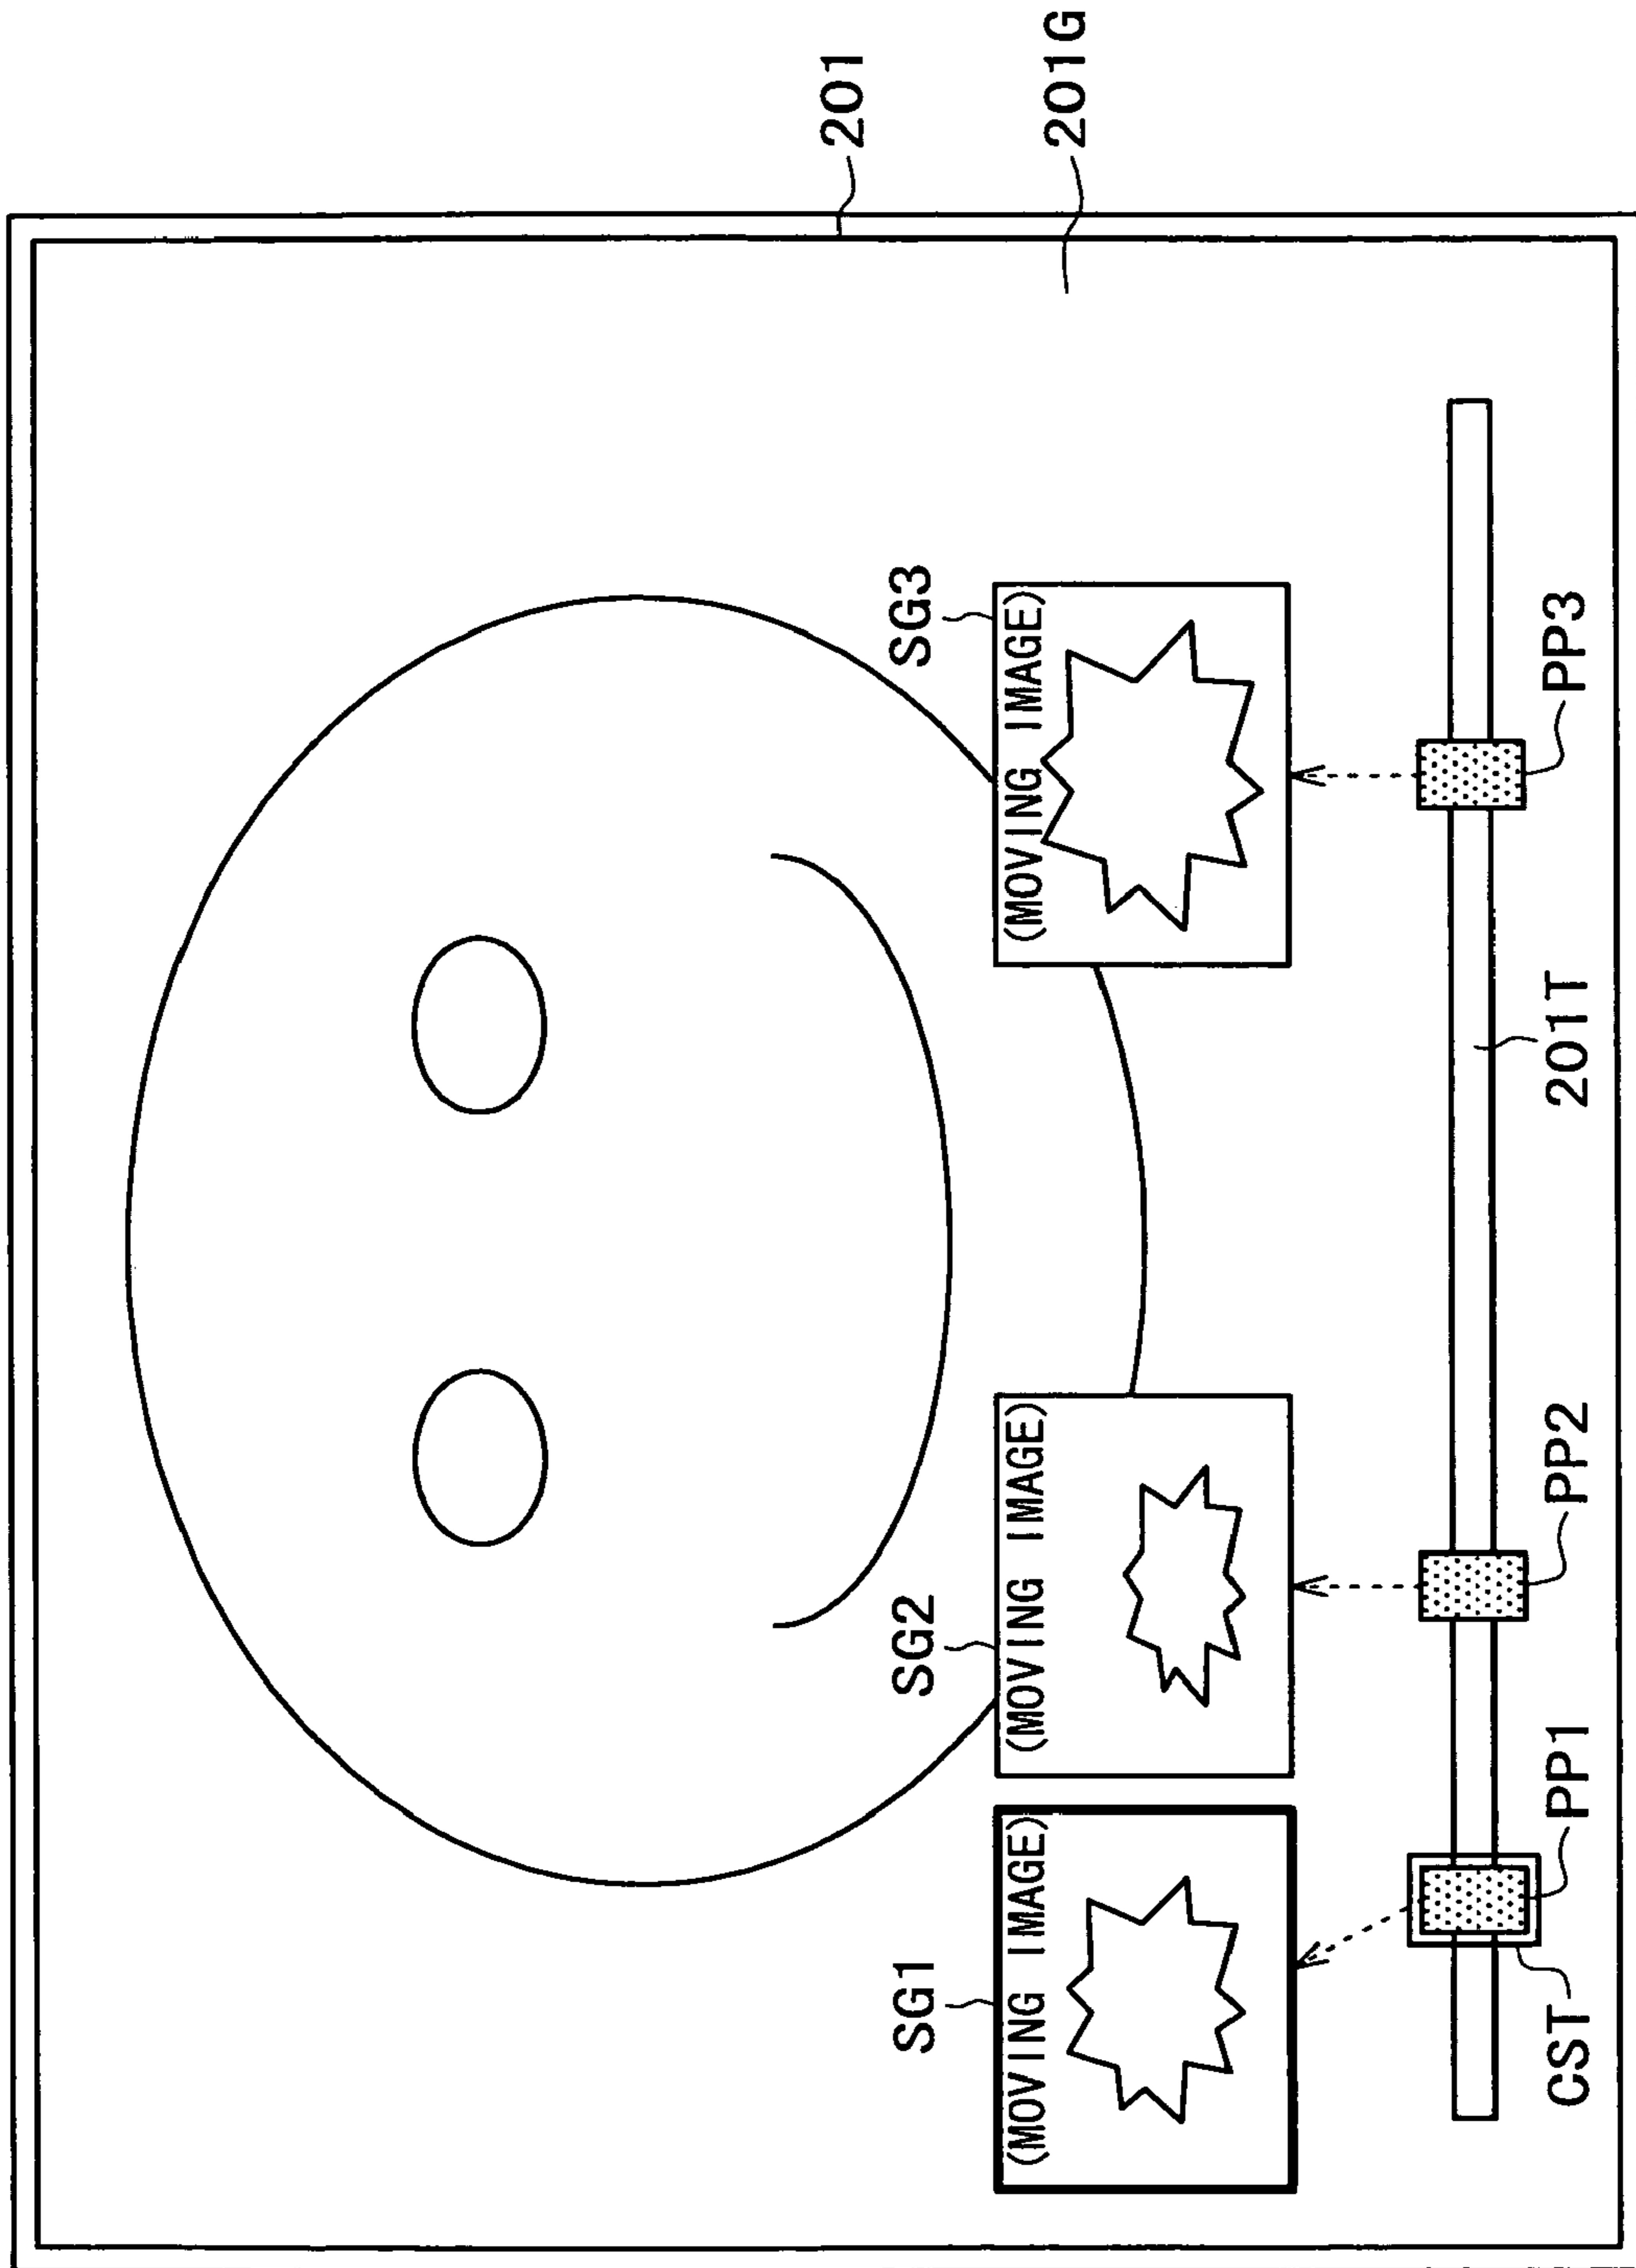 201
201G
SG1
SG2
SG3
(MOVING IMAGE)
(MOVING IMAGE)
(MOVING IMAGE)
CST
PP1
PP2
201T
PP3